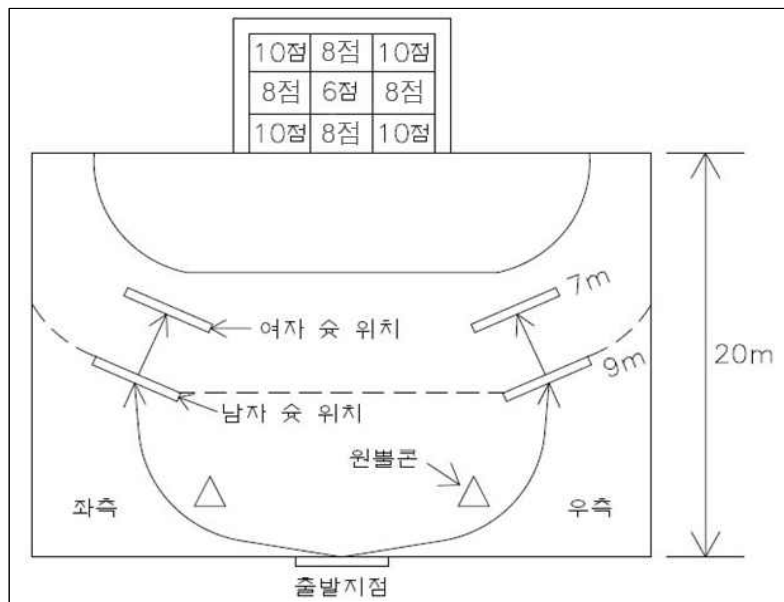 10점 8점 10점
8점 6점 8점
10점 8점 10점
7m
여자 슛 위치
20m
9m
남자 슛 위치
원뿔콘
좌측
우측
출발지점